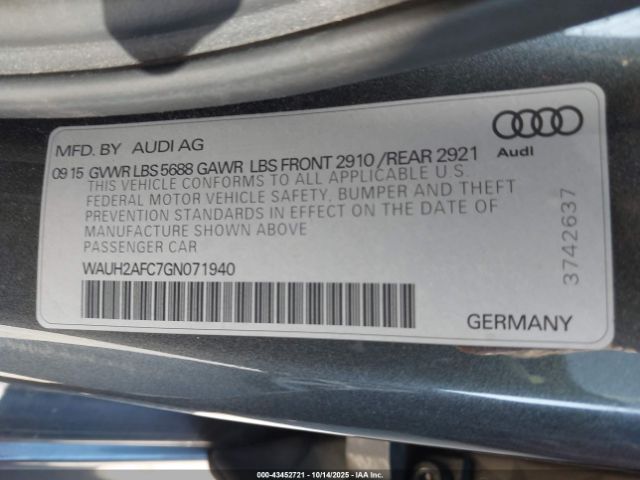 MFD. BY AUDI AG
09 15 GVWR LBS 5688 GAWR LBS FRONT 2910 /REAR 2921
THIS VEHICLE CONFORMS TO ALL APPLICABLE U.S.
FEDERAL MOTOR VEHICLE SAFETY, BUMPER AND THEFT
PREVENTION STANDARDS IN EFFECT ON THE DATE OF
MANUFACTURE SHOWN ABOVE
PASSENGER CAR
WAUH2AFC7GN071940
Audi
3742637
GERMANY
000-43452721 - 10/14/2025 - IAAI.COM